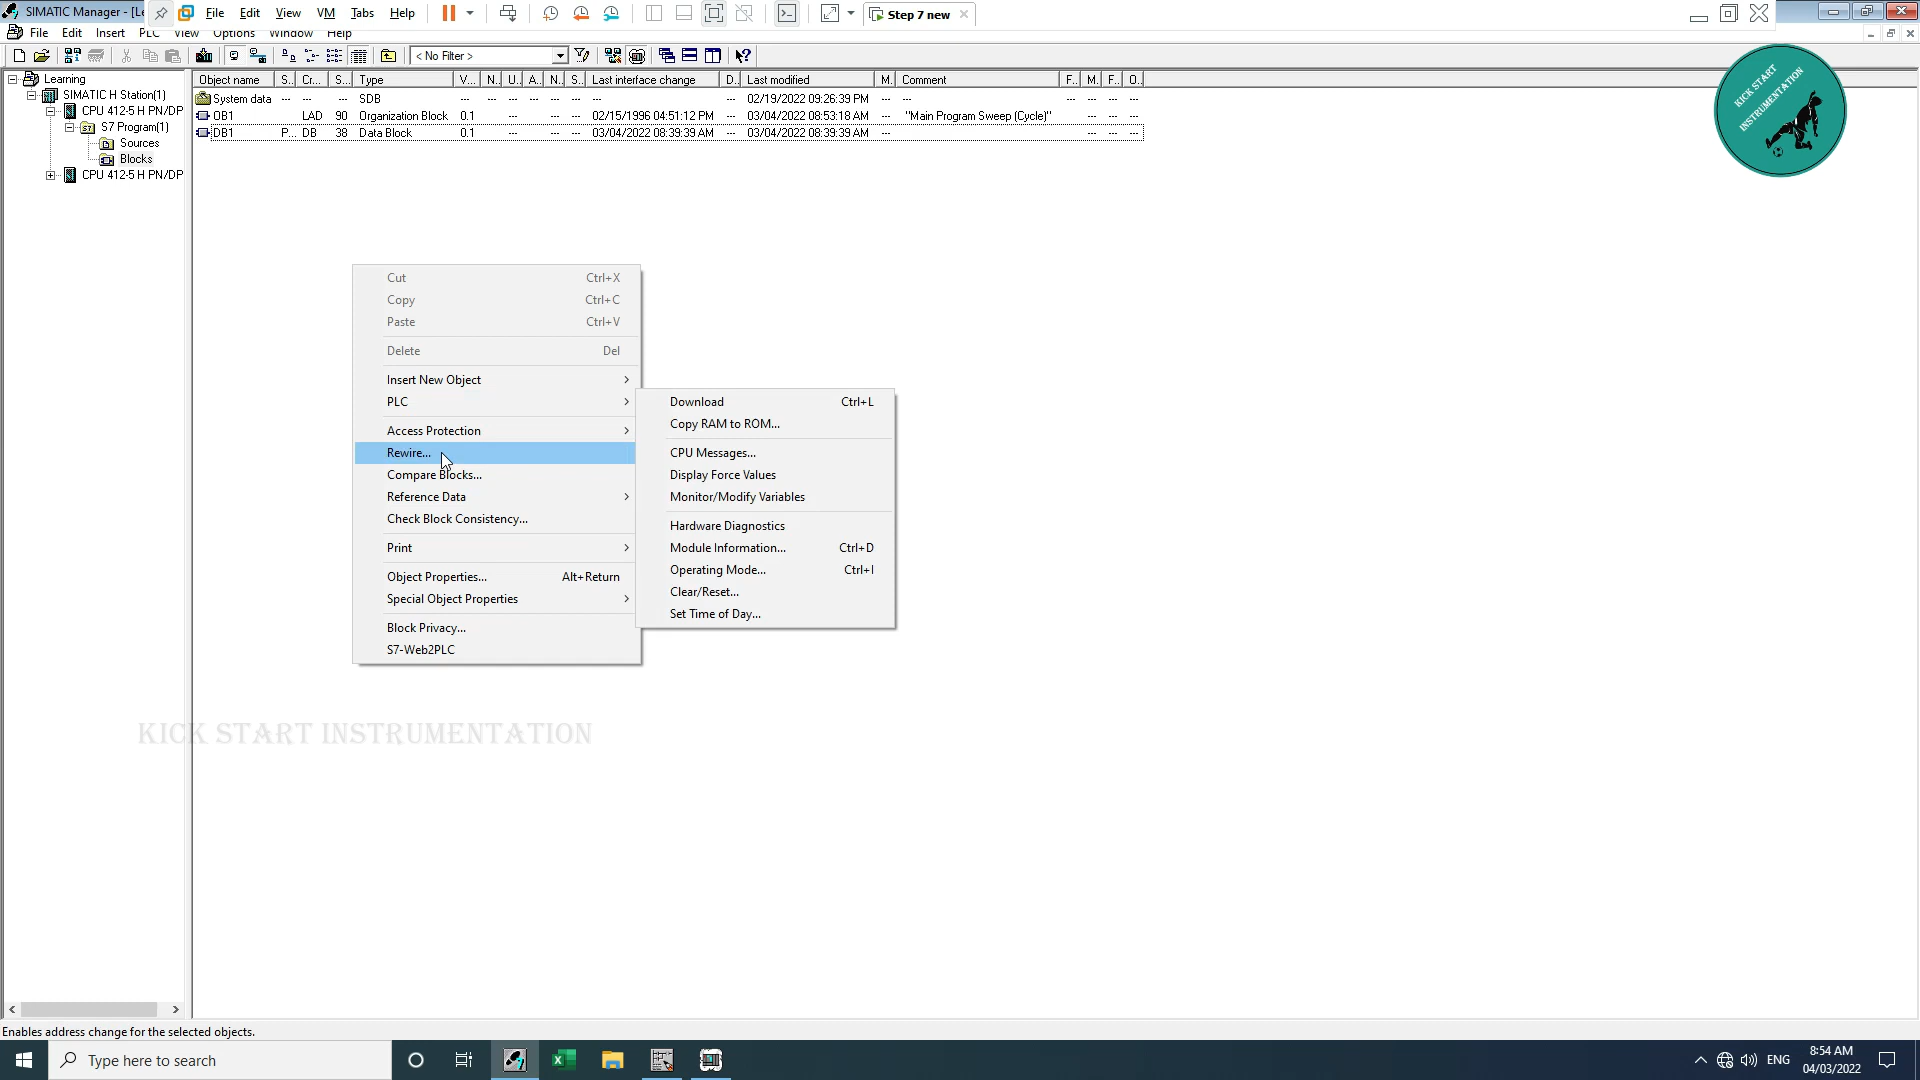 SIMATIC Manager - [Le
File Edit View VM Tabs Help
Step 7 new
File Edit Insert PLC View Options Window Help
< No Filter >
Learning
SIMATIC H Station(1)
CPU 412-5 H PN/DP
S7 Program(1)
Sources
Blocks
CPU 412-5 H PN/DP
Object name S.. Cr... S... Type V... N.. U.. A.. N.. S.. Last interface change D.. Last modified M.. Comment F.. M.. F.. O..
System data --- --- --- SDB --- --- --- --- --- --- --- --- 02/19/2022 09:26:39 PM --- --- --- --- --- ---
OB1 LAD 90 Organization Block 0.1 --- --- --- 02/15/1996 04:51:12 PM --- 03/04/2022 08:53:18 AM --- "Main Program Sweep (Cycle)" --- --- ---
DB1 P... DB 38 Data Block 0.1 --- --- --- 03/04/2022 08:39:39 AM --- 03/04/2022 08:39:39 AM --- --- --- ---
KICK START
INSTRUMENTATION
Cut Ctrl+X
Copy Ctrl+C
Paste Ctrl+V
Delete Del
Insert New Object
PLC
Access Protection
Rewire...
Compare Blocks...
Reference Data
Check Block Consistency...
Print
Object Properties... Alt+Return
Special Object Properties
Block Privacy...
S7-Web2PLC
Download Ctrl+L
Copy RAM to ROM...
CPU Messages...
Display Force Values
Monitor/Modify Variables
Hardware Diagnostics
Module Information... Ctrl+D
Operating Mode... Ctrl+I
Clear/Reset...
Set Time of Day...
KICK START INSTRUMENTATION
Enables address change for the selected objects.
Type here to search
ENG
8:54 AM
04/03/2022